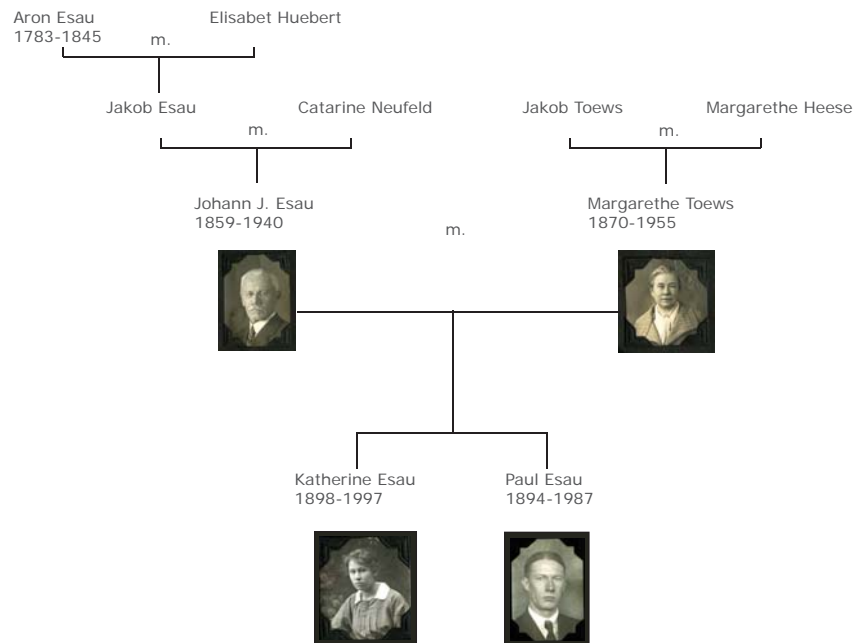 Aron Esau
1783-1845
Elisabet Huebert
m.
Jakob Esau
Catarine Neufeld
Jakob Toews
Margarethe Heese
m.
m.
Johann J. Esau
1859-1940
Margarethe Toews
1870-1955
m.
Katherine Esau
1898-1997
Paul Esau
1894-1987